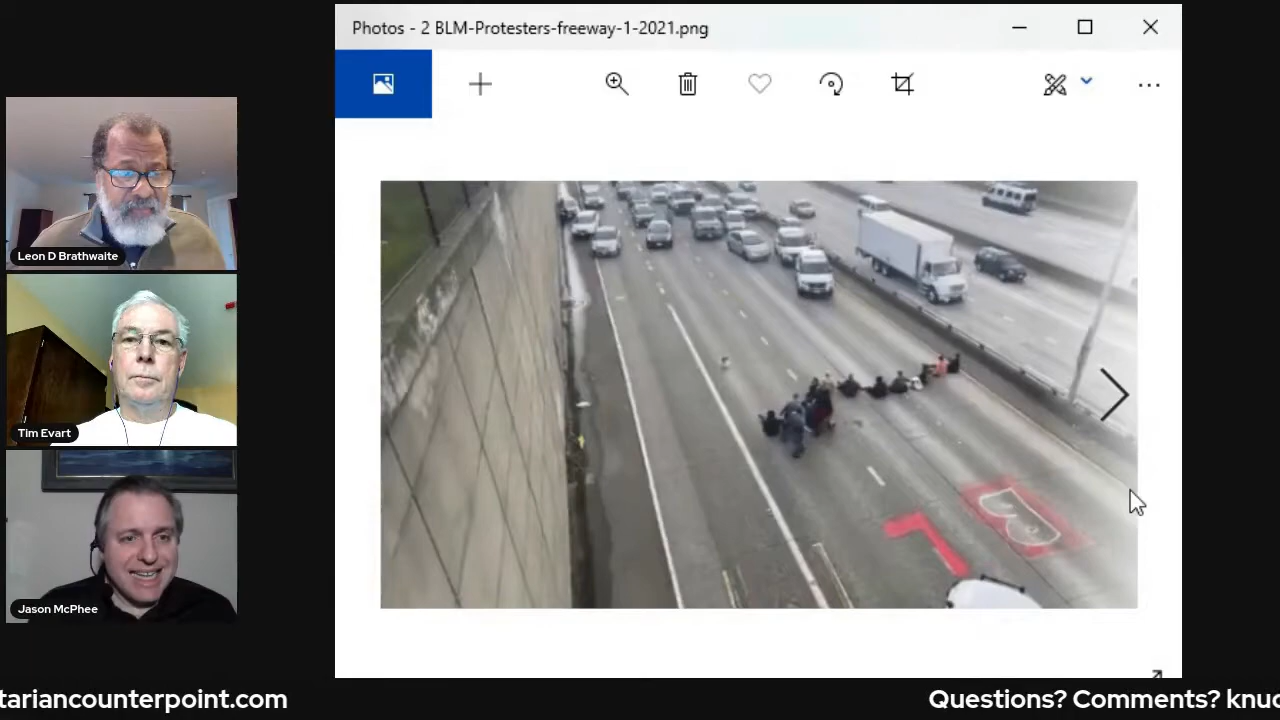 Photos - 2 BLM-Protesters-freeway-1-2021.png
Leon D Brathwaite
Tim Evart
Jason McPhee
L B
tariancounterpoint.com
Questions? Comments? knuc